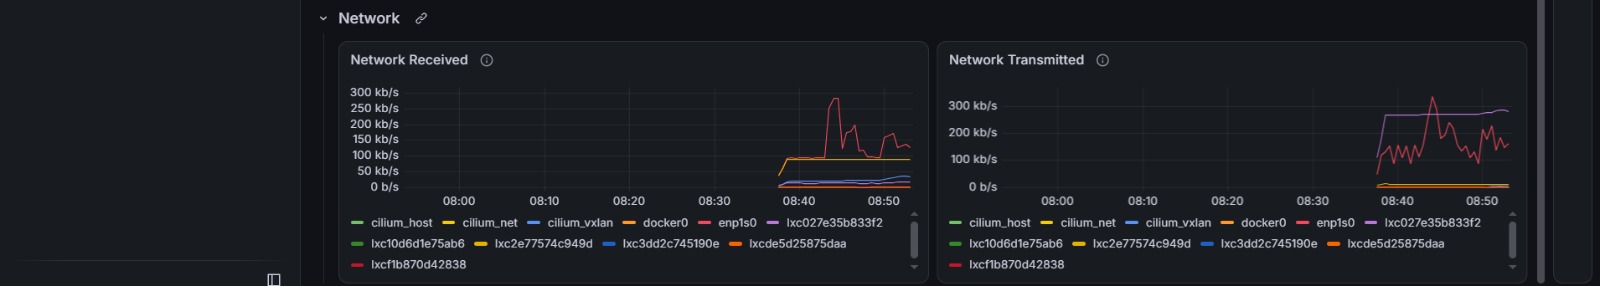 Network
Network Received
300 kb/s
250 kb/s
200 kb/s
150 kb/s
100 kb/s
50 kb/s
0 b/s
08:00 08:10 08:20 08:30 08:40 08:50
cilium_host cilium_net cilium_vxlan docker0 enp1s0 lxc027e35b833f2
lxc10d6d1e75ab6 lxc2e77574c949d lxc3dd2c745190e lxcde5d25875daa
lxcf1b870d42838
Network Transmitted
300 kb/s
200 kb/s
100 kb/s
0 b/s
08:00 08:10 08:20 08:30 08:40 08:50
cilium_host cilium_net cilium_vxlan docker0 enp1s0 lxc027e35b833f2
lxc10d6d1e75ab6 lxc2e77574c949d lxc3dd2c745190e lxcde5d25875daa
lxcf1b870d42838